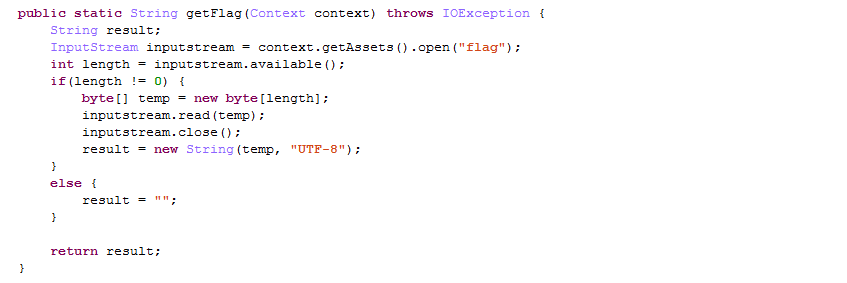 public static String getFlag(Context context) throws IOException {
    String result;
    InputStream inputstream = context.getAssets().open("flag");
    int length = inputstream.available();
    if(length != 0) {
        byte[] temp = new byte[length];
        inputstream.read(temp);
        inputstream.close();
        result = new String(temp, "UTF-8");
    }
    else {
        result = "";
    }

    return result;
}